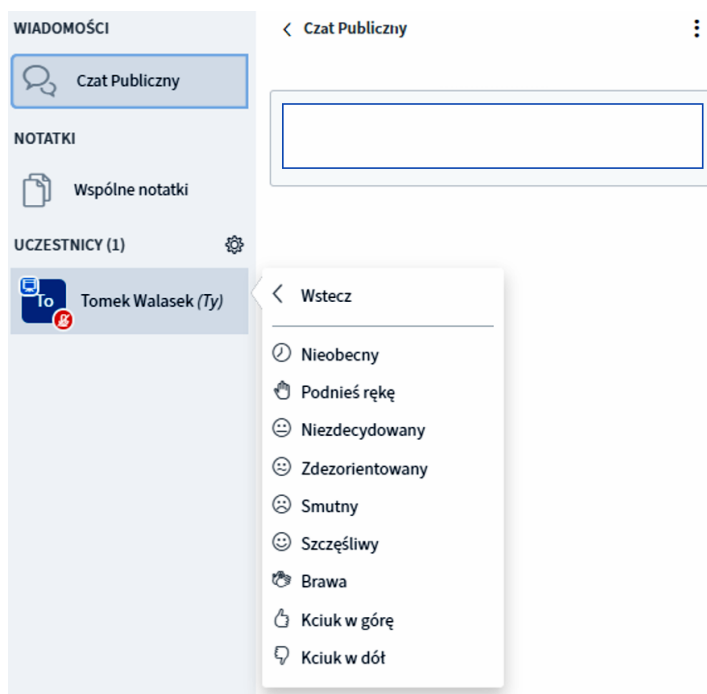 WIADOMOŚCI
Czat Publiczny
NOTATKI
Wspólne notatki
UCZESTNICY (1)
To
Tomek Walasek (Ty)
Czat Publiczny
Wstecz
Nieobecny
Podnieś rękę
Niezdecydowany
Zdezorientowany
Smutny
Szczęśliwy
Brawa
Kciuk w górę
Kciuk w dół